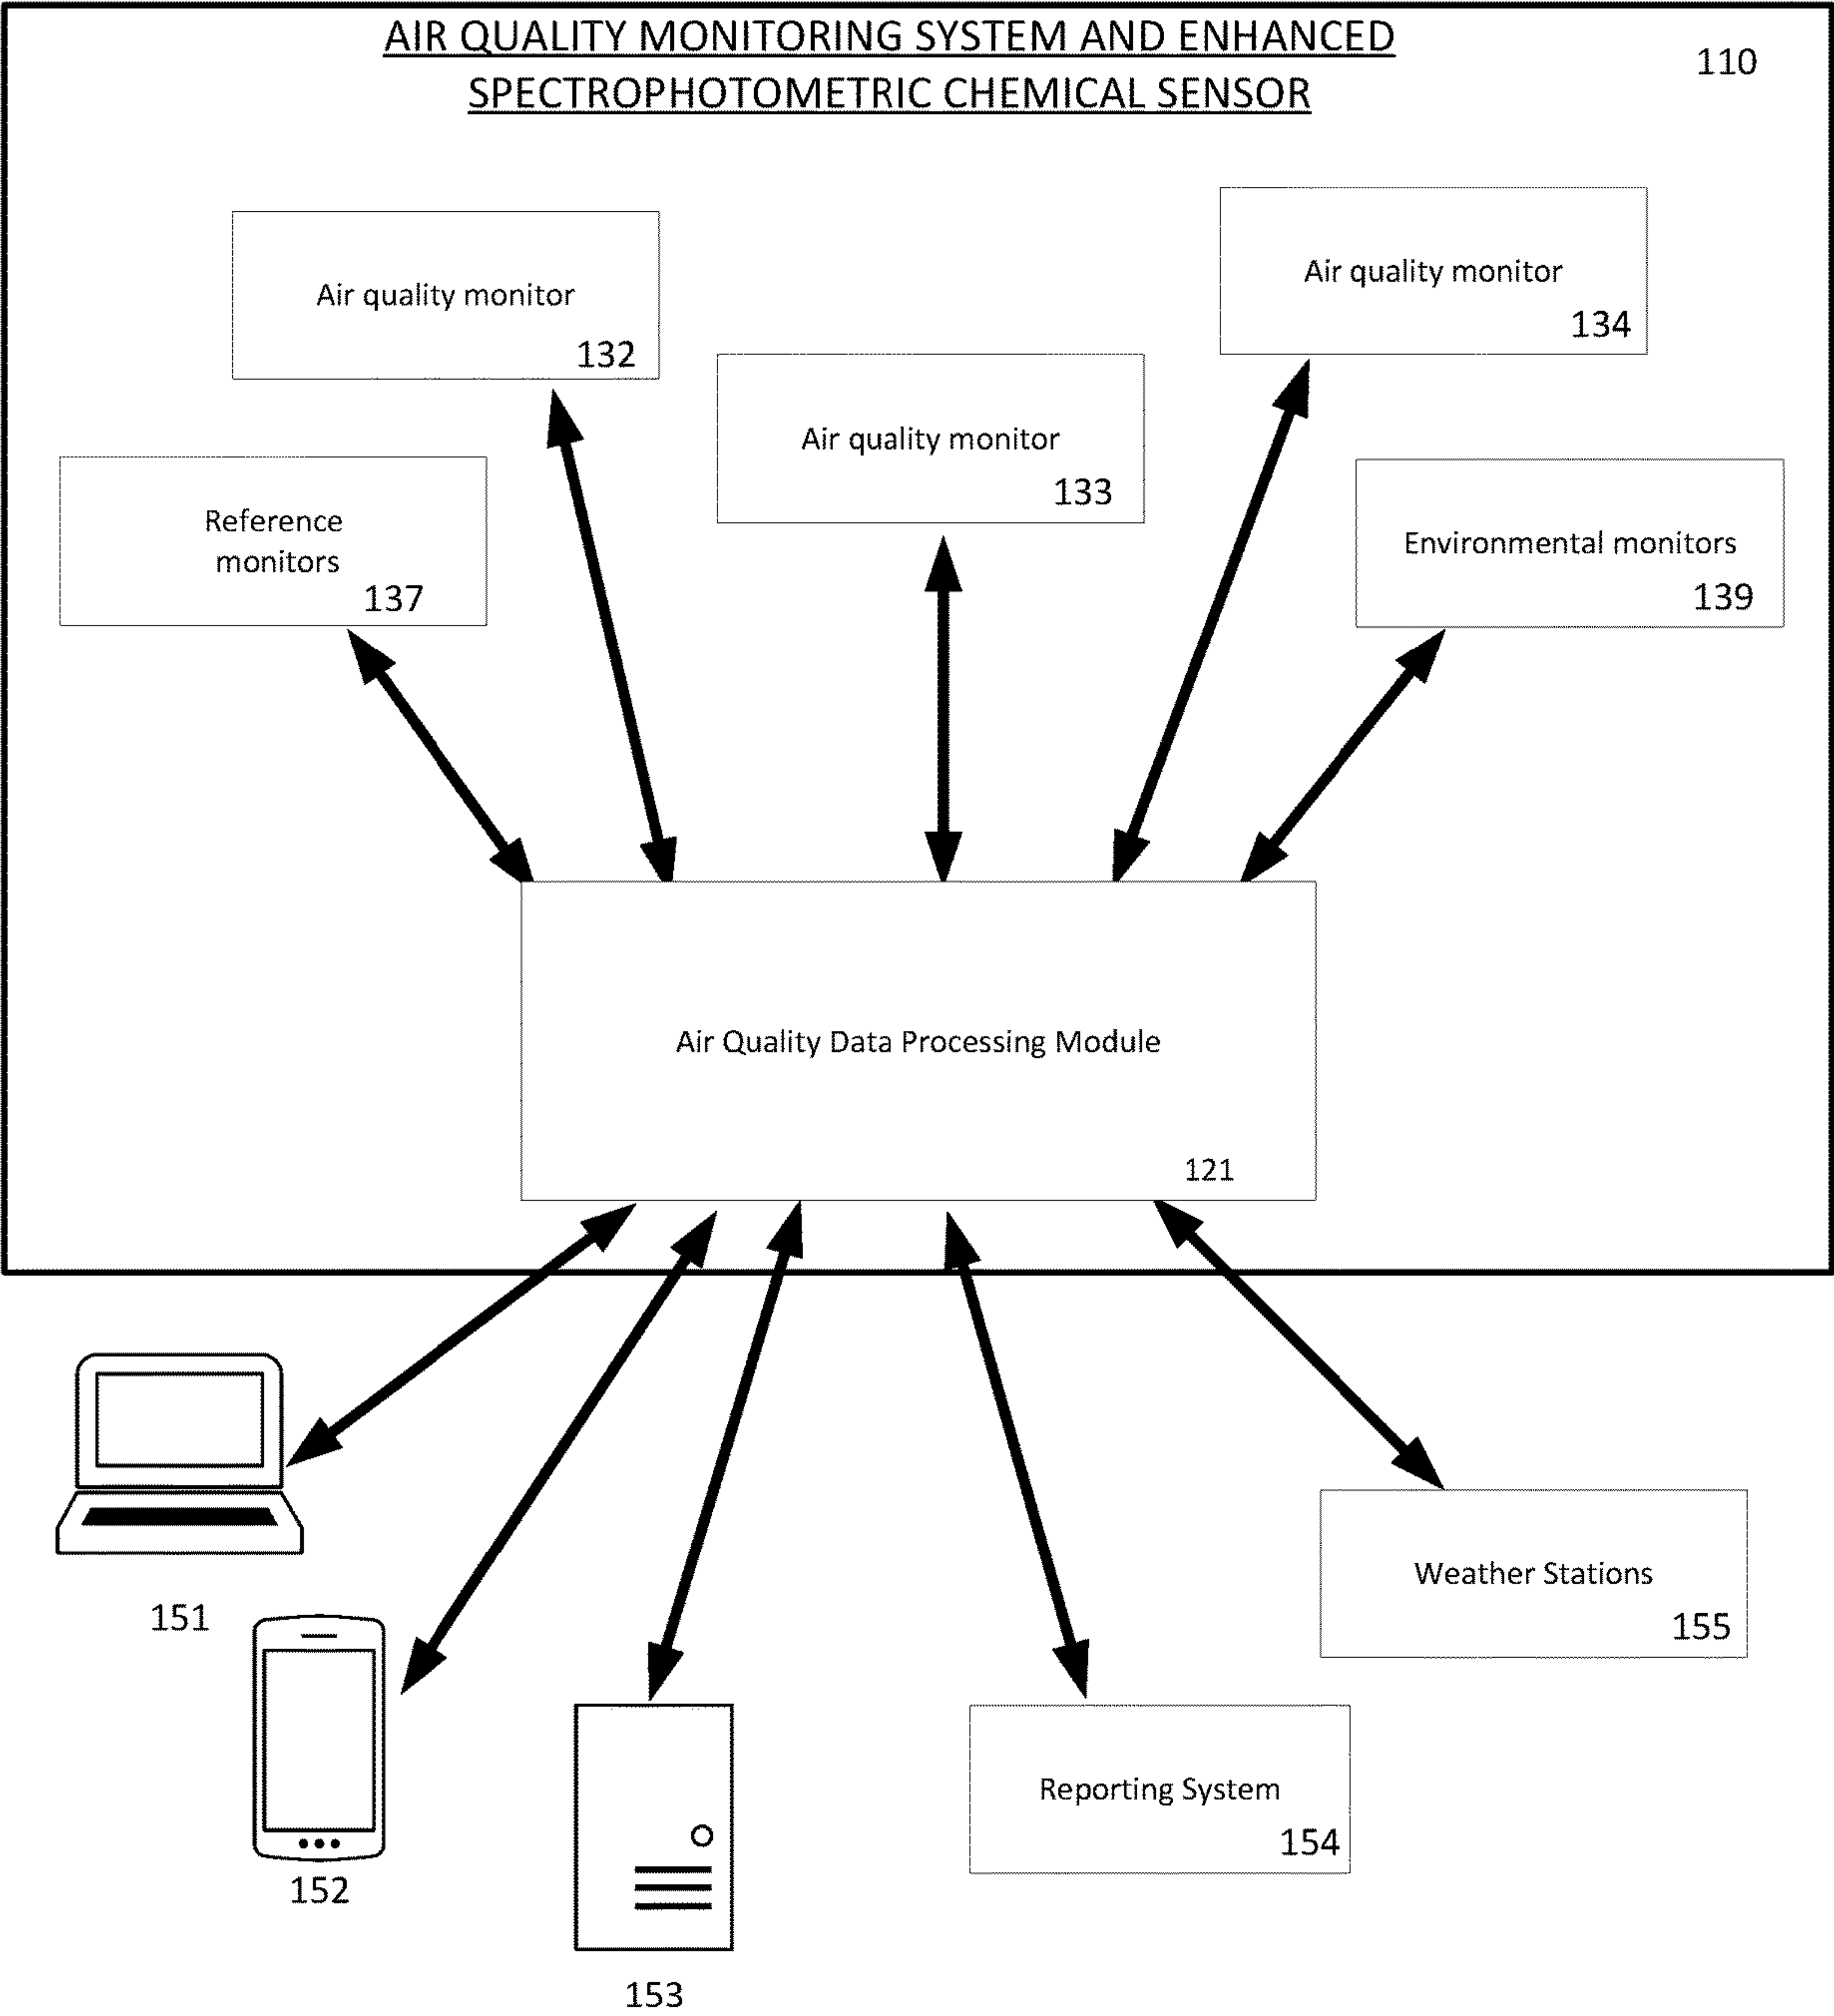 AIR QUALITY MONITORING SYSTEM AND ENHANCED
SPECTROPHOTOMETRIC CHEMICAL SENSOR
110
Air quality monitor
132
Air quality monitor
133
Air quality monitor
134
Reference
monitors
137
Environmental monitors
139
Air Quality Data Processing Module
121
151
152
153
Reporting System
154
Weather Stations
155